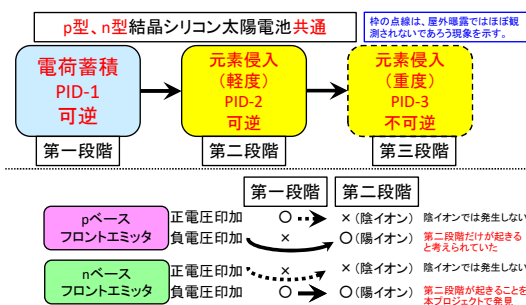 p型、n型結晶シリコン太陽電池共通
枠の点線は、屋外曝露ではほぼ観
測されないであろう現象を示す。
電荷蓄積
PID-1
可逆
元素侵入
(軽度)
PID-2
可逆
元素侵入
(重度)
PID-3
不可逆
第一段階
第二段階
第三段階
第一段階
第二段階
pベース
フロントエミッタ
正電圧印加
○
×(陰イオン)
陰イオンでは発生しない
負電圧印加
×
○(陽イオン)
第二段階だけが起きる
と考えられていた
nベース
フロントエミッタ
正電圧印加
×
×(陰イオン)
陰イオンでは発生しない
負電圧印加
○
○(陽イオン)
第二段階が起きることを
本プロジェクトで発見